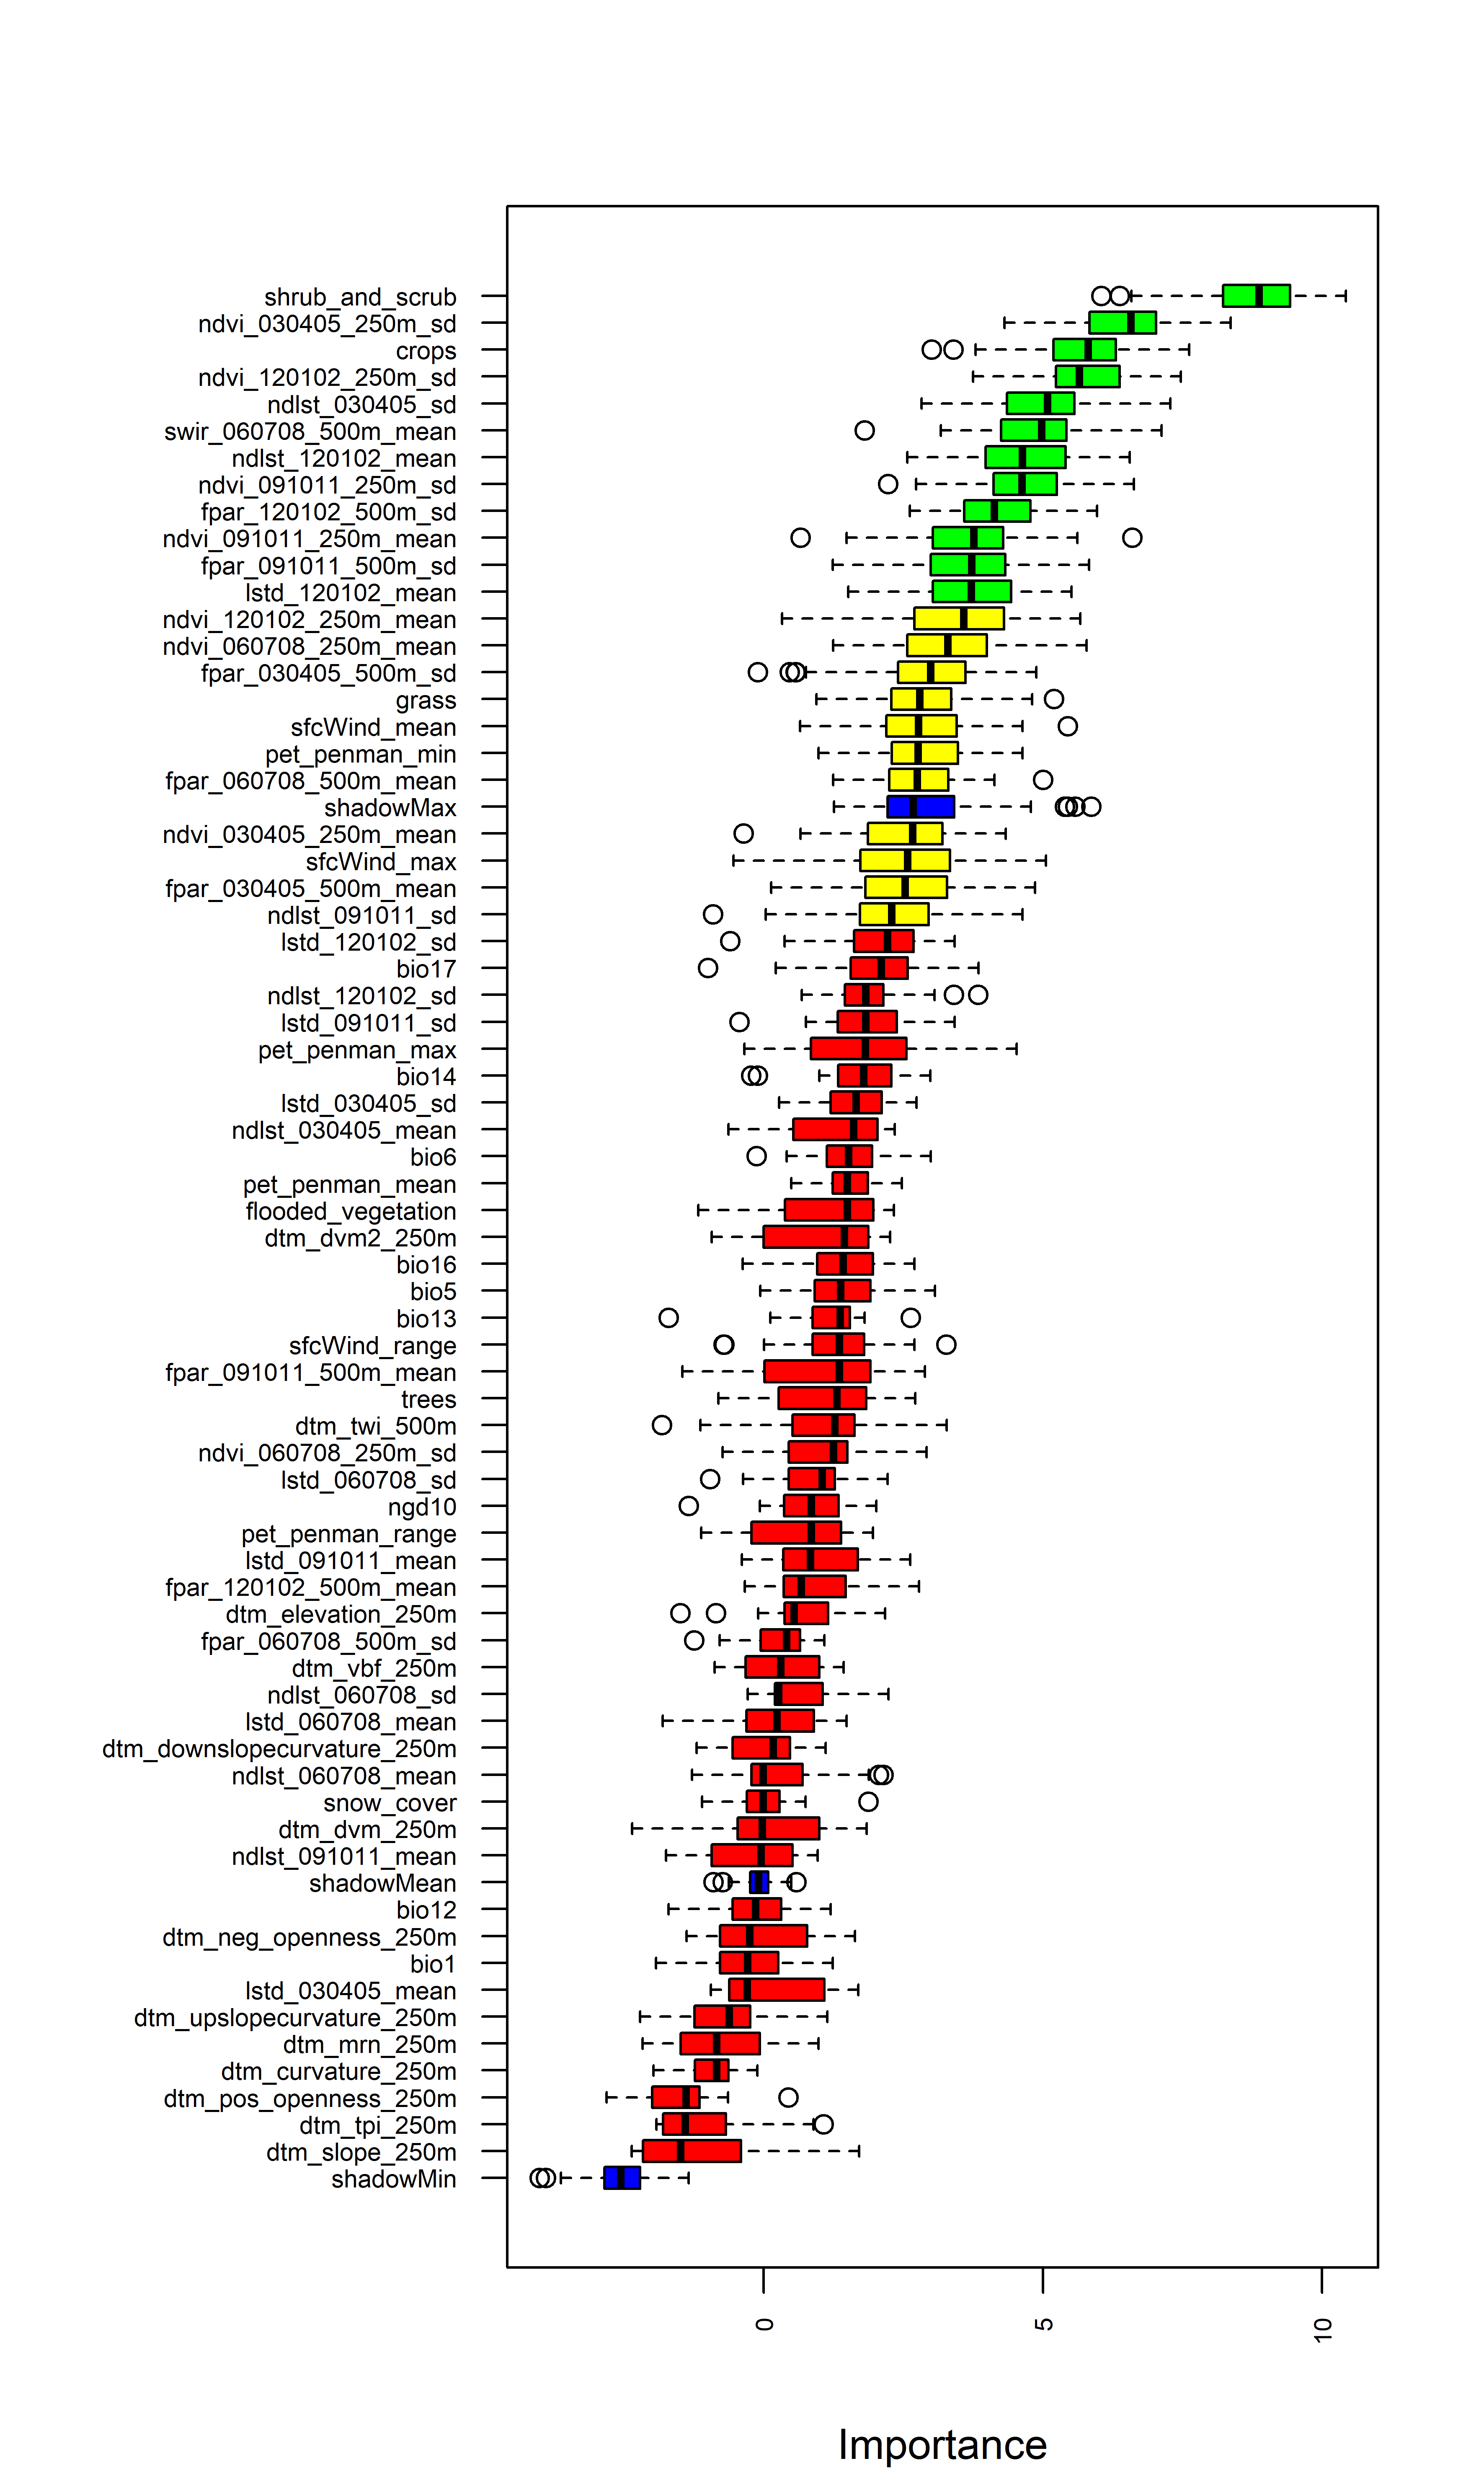 shrub_and_scrub
ndvi_030405_250m_sd
crops
ndvi_120102_250m_sd
ndlst_030405_sd
swir_060708_500m_mean
ndlst_120102_mean
ndvi_091011_250m_sd
fpar_120102_500m_sd
ndvi_091011_250m_mean
fpar_091011_500m_sd
lstd_120102_mean
ndvi_120102_250m_mean
ndvi_060708_250m_mean
fpar_030405_500m_sd
grass
sfcWind_mean
pet_penman_min
fpar_060708_500m_mean
shadowMax
ndvi_030405_250m_mean
sfcWind_max
fpar_030405_500m_mean
ndlst_091011_sd
lstd_120102_sd
bio17
ndlst_120102_sd
lstd_091011_sd
pet_penman_max
bio14
lstd_030405_sd
ndlst_030405_mean
bio6
pet_penman_mean
flooded_vegetation
dtm_dvm2_250m
bio16
bio5
bio13
sfcWind_range
fpar_091011_500m_mean
trees
dtm_twi_500m
ndvi_060708_250m_sd
lstd_060708_sd
ngd10
pet_penman_range
lstd_091011_mean
fpar_120102_500m_mean
dtm_elevation_250m
fpar_060708_500m_sd
dtm_vbf_250m
ndlst_060708_sd
lstd_060708_mean
dtm_downslopecurvature_250m
ndlst_060708_mean
snow_cover
dtm_dvm_250m
ndlst_091011_mean
shadowMean
bio12
dtm_neg_openness_250m
bio1
lstd_030405_mean
dtm_upslopecurvature_250m
dtm_mrn_250m
dtm_curvature_250m
dtm_pos_openness_250m
dtm_tpi_250m
dtm_slope_250m
shadowMin
0 5 10
Importance